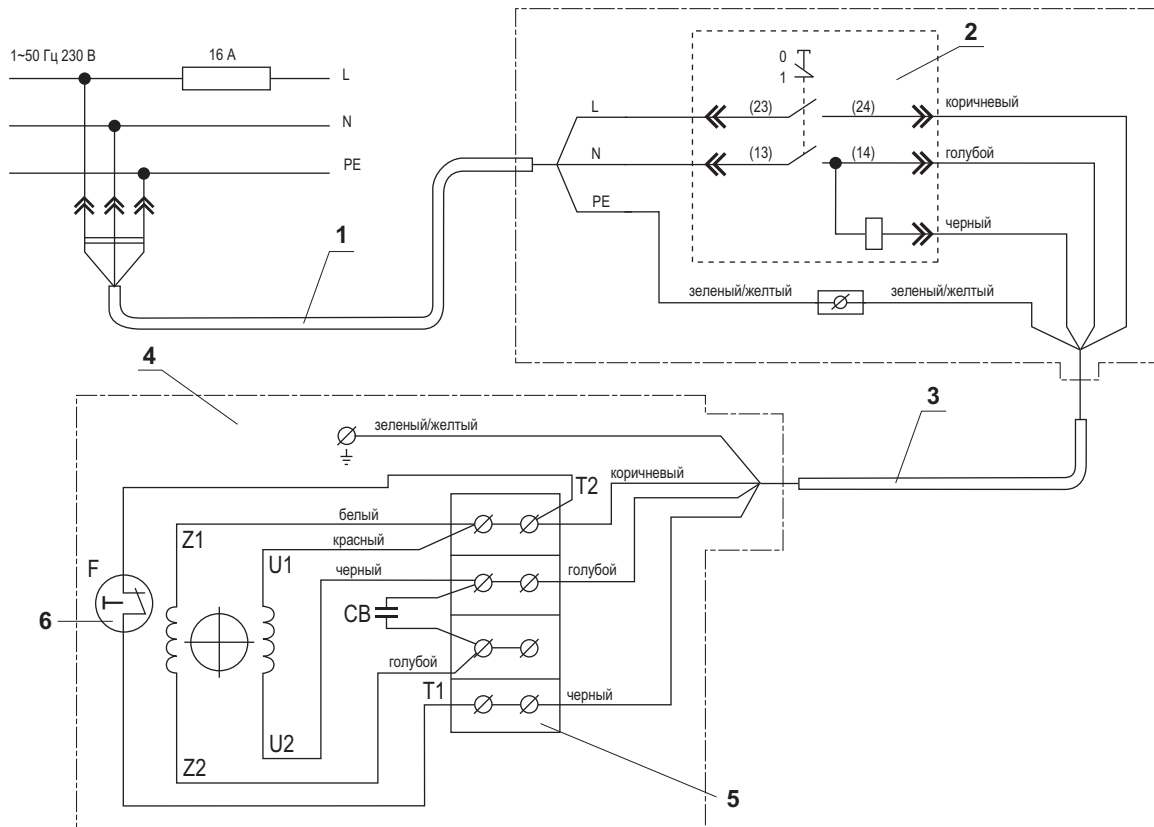 1~50 Гц 230 В
16 А
L
N
PE
1
2
0
1
L
(23)
(24)
коричневый
N
(13)
(14)
голубой
PE
черный
зеленый/желтый
зеленый/желтый
4
3
зеленый/желтый
коричневый
T2
белый
Z1
красный
U1
F
черный
голубой
6
CB
голубой
T1
черный
U2
Z2
5